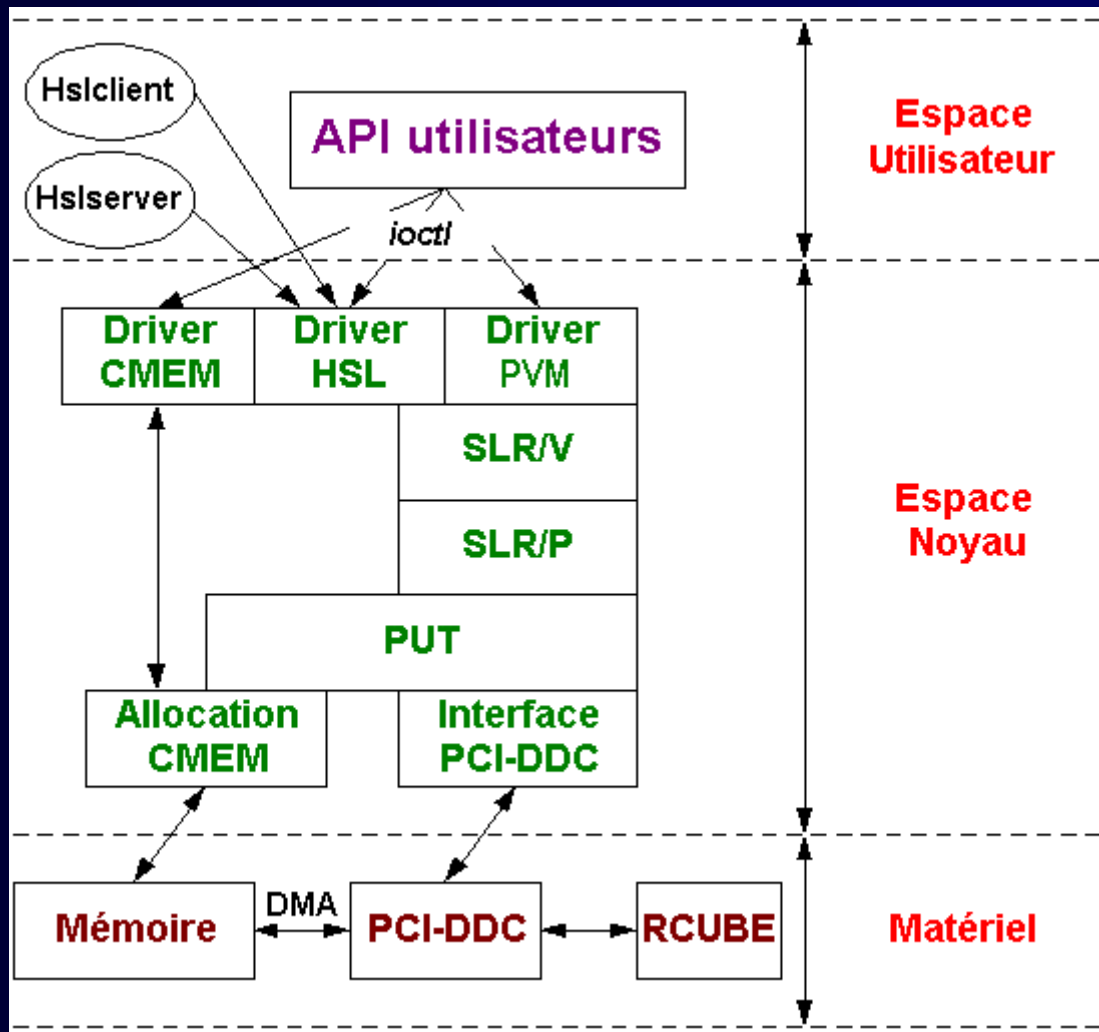 Hslclient
API utilisateurs
Espace
Utilisateur
Hslserver
ioctl
Driver
CMEM
Driver
HSL
Driver
PVM
SLR/V
SLR/P
Espace
Noyau
PUT
Allocation
CMEM
Interface
PCI-DDC
Mémoire
DMA
PCI-DDC
RCUBE
Matériel